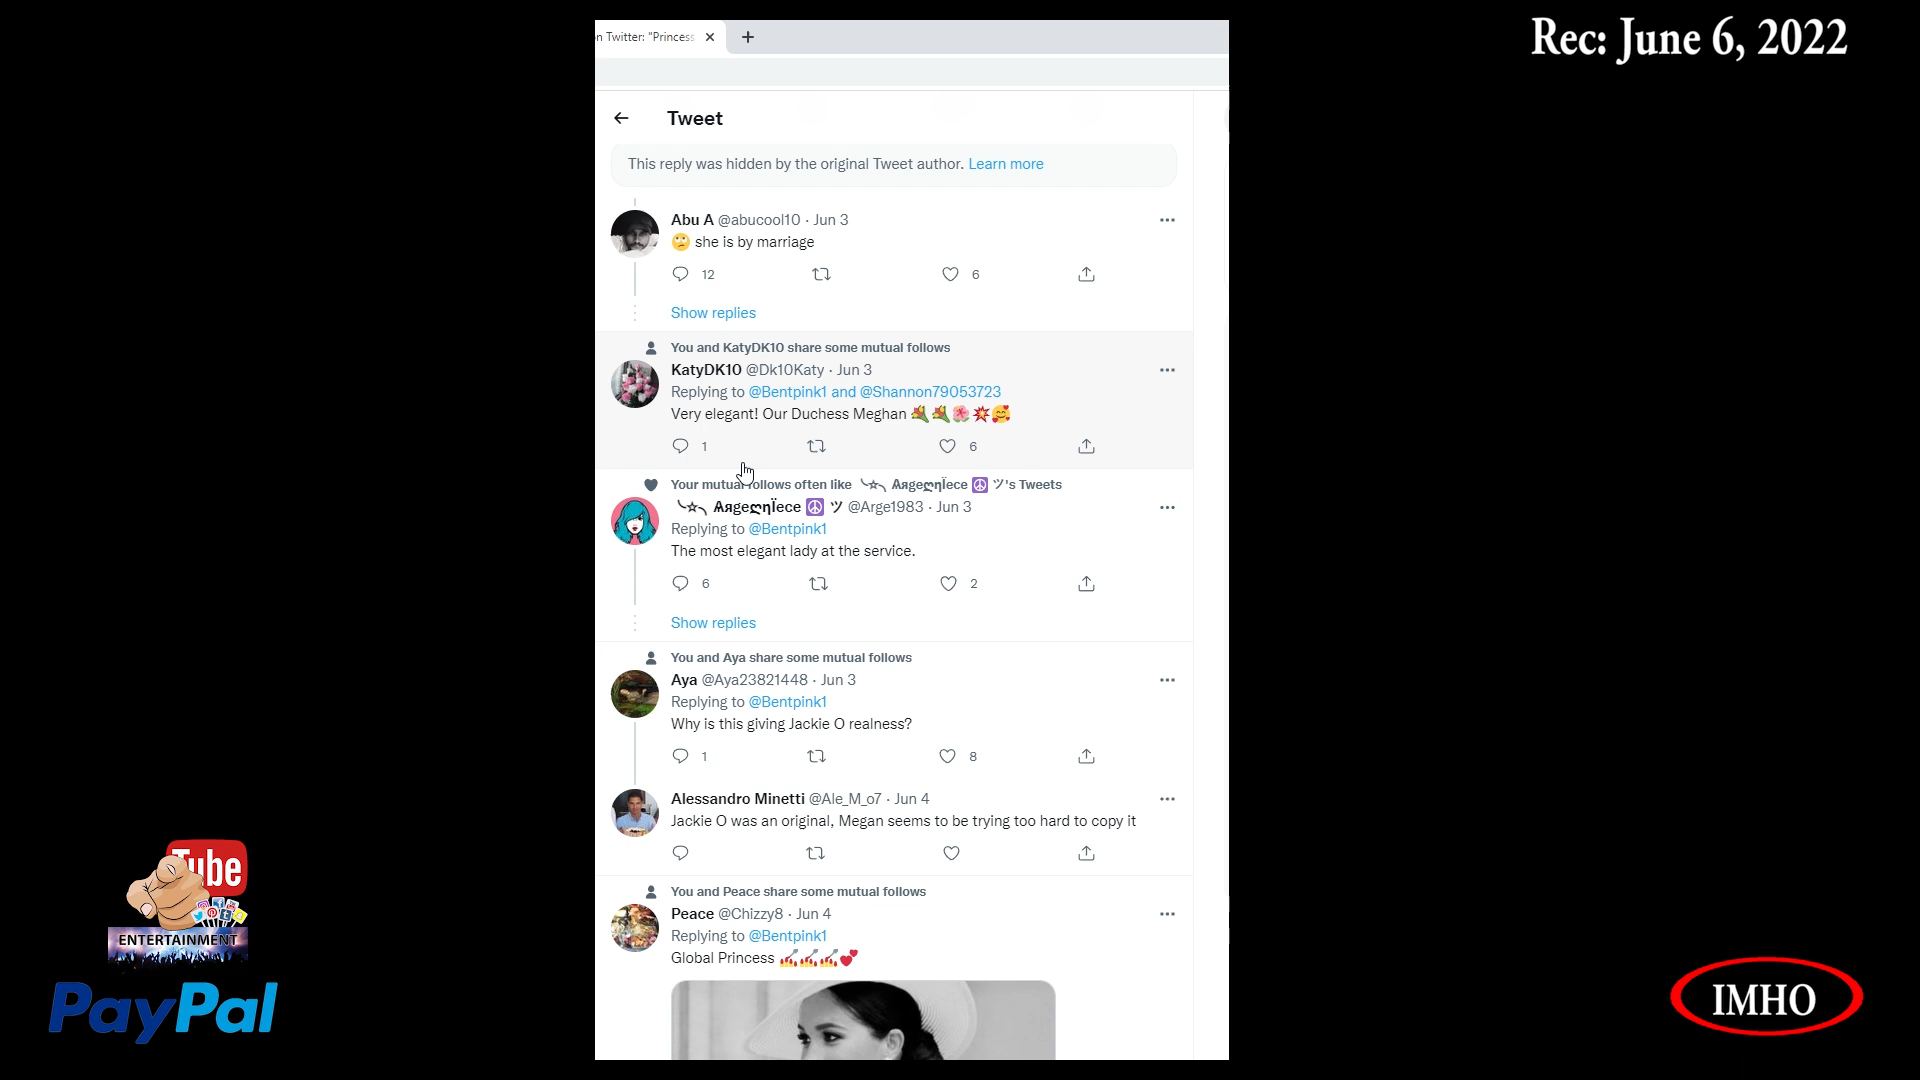 on Twitter: "Princess
Rec: June 6, 2022
Tweet
This reply was hidden by the original Tweet author. Learn more
Abu A @abucool10 · Jun 3
🙄 she is by marriage
12 6
Show replies
You and KatyDK10 share some mutual follows
KatyDK10 @Dk10Katy · Jun 3
Replying to @Bentpink1 and @Shannon79053723
Very elegant! Our Duchess Meghan 💐💐🌺💥🥰
1 6
Your mutual follows often like ╰☆╮ ᎯяgeღηÏece ☮ ツ's Tweets
╰☆╮ ᎯяgeღηÏece ☮ ツ @Arge1983 · Jun 3
Replying to @Bentpink1
The most elegant lady at the service.
6 2
Show replies
You and Aya share some mutual follows
Aya @Aya23821448 · Jun 3
Replying to @Bentpink1
Why is this giving Jackie O realness?
1 8
Alessandro Minetti @Ale_M_o7 · Jun 4
Jackie O was an original, Megan seems to be trying too hard to copy it
You and Peace share some mutual follows
Peace @Chizzy8 · Jun 4
Replying to @Bentpink1
Global Princess 💅💅💅💕
Tube
ENTERTAINMENT
PayPal
IMHO